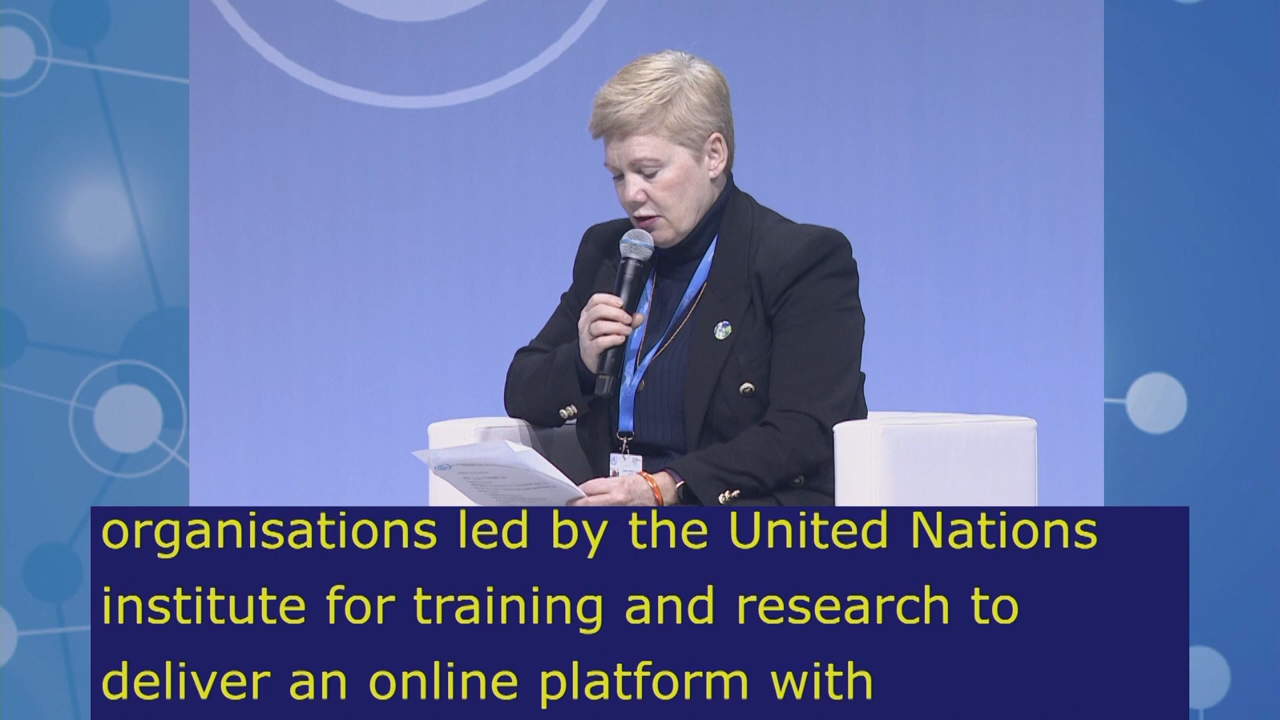 organisations led by the United Nations
institute for training and research to
deliver an online platform with